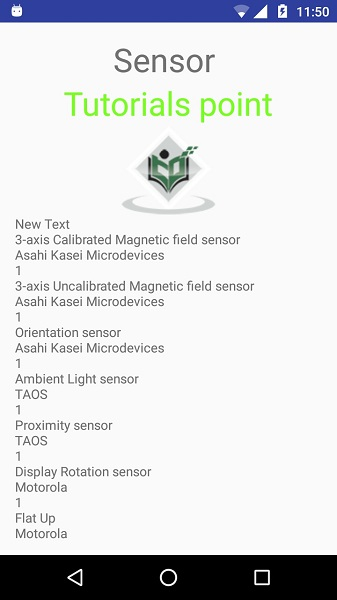 11:50
Sensor
Tutorials point
New Text
3-axis Calibrated Magnetic field sensor
Asahi Kasei Microdevices
1
3-axis Uncalibrated Magnetic field sensor
Asahi Kasei Microdevices
1
Orientation sensor
Asahi Kasei Microdevices
1
Ambient Light sensor
TAOS
1
Proximity sensor
TAOS
1
Display Rotation sensor
Motorola
1
Flat Up
Motorola